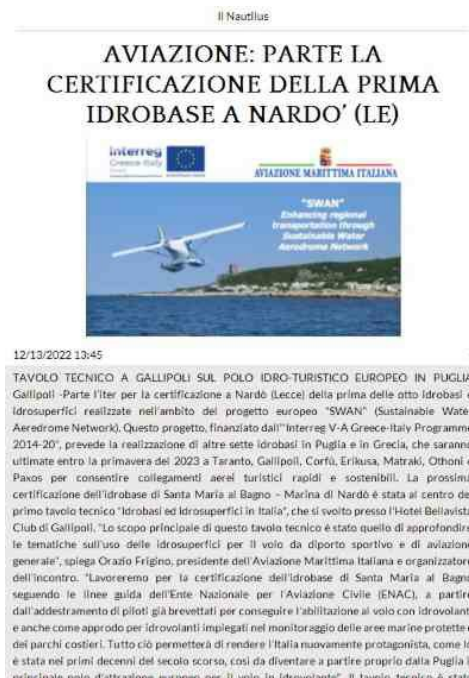 Il Nautilus
AVIAZIONE: PARTE LA
CERTIFICAZIONE DELLA PRIMA
IDROBASE A NARDO' (LE)
Interreg
Greece-Italy
AVIAZIONE MARITTIMA ITALIANA
"SWAN"
Enhancing regional
transportation through
Sustainable Water
Aerodrome Network
12/13/2022 13:45
TAVOLO TECNICO A GALLIPOLI SUL POLO IDRO-TURISTICO EUROPEO IN PUGLIA
Gallipoli -Parte l'iter per la certificazione a Nardò (Lecce) della prima delle otto idrobasi e
idrosuperfici realizzate nell'ambito del progetto europeo "SWAN" (Sustainable Water
Aeredrome Network). Questo progetto, finanziato dall'"Interreg V-A Greece-Italy Programme
2014-20", prevede la realizzazione di altre sette idrobasi in Puglia e in Grecia, che saranno
ultimate entro la primavera del 2023 a Taranto, Gallipoli, Corfù, Erikusa, Matraki, Othoni e
Paxos per consentire collegamenti aerei turistici rapidi e sostenibili. La prossima
certificazione dell'idrobase di Santa Maria al Bagno – Marina di Nardò è stata al centro del
primo tavolo tecnico "Idrobasi ed Idrosuperfici in Italia", che si svolto presso l'Hotel Bellavista
Club di Gallipoli. "Lo scopo principale di questo tavolo tecnico è stato quello di approfondire
le tematiche sull'uso delle idrosuperfici per il volo da diporto sportivo e di aviazione
generale", spiega Orazio Frigino, presidente dell'Aviazione Marittima Italiana e organizzatore
dell'incontro. "Lavoreremo per la certificazione dell'idrobase di Santa Maria al Bagno
seguendo le linee guida dell'Ente Nazionale per l'Aviazione Civile (ENAC), a partire
dall'addestramento di piloti già brevettati per conseguire l'abilitazione al volo con idrovolanti
e anche come approdo per idrovolanti impiegati nel monitoraggio delle aree marine protette e
dei parchi costieri. Tutto ciò permetterà di rendere l'Italia nuovamente protagonista, come lo
è stata nei primi decenni del secolo scorso, così da diventare a partire proprio dalla Puglia il
principale polo d'attrazione europeo per il volo in idrovolante". Il tavolo tecnico è stato